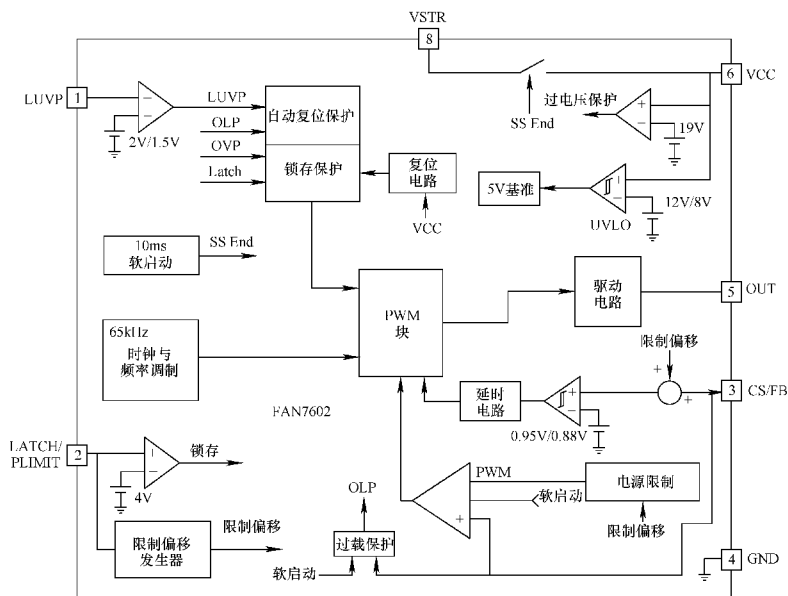 VSTR
8
LUVP
1
6
VCC
LUVP
OLP
OVP
Latch
2V/1.5V
自动复位保护
锁存保护
复位
电路
VCC
SS End
过电压保护
19V
5V基准
12V/8V
UVLO
10ms
软启动
SS End
65kHz
时钟与
频率调制
PWM
块
驱动
电路
5
OUT
限制偏移
3
CS/FB
延时
电路
0.95V/0.88V
FAN7602
LATCH/
PLIMIT
2
锁存
4V
限制偏移
发生器
限制偏移
OLP
过载保护
软启动
PWM
软启动
电源限制
限制偏移
4
GND